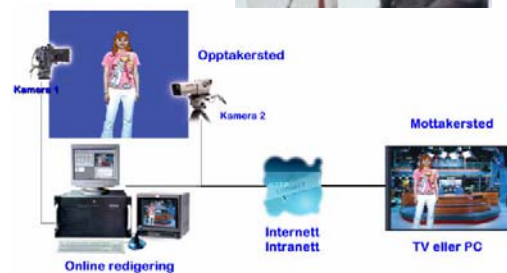 Opptakersted
Kamera 1
Kamera 2
Mottakersted
Internett
Intranett
TV eller PC
Online redigering